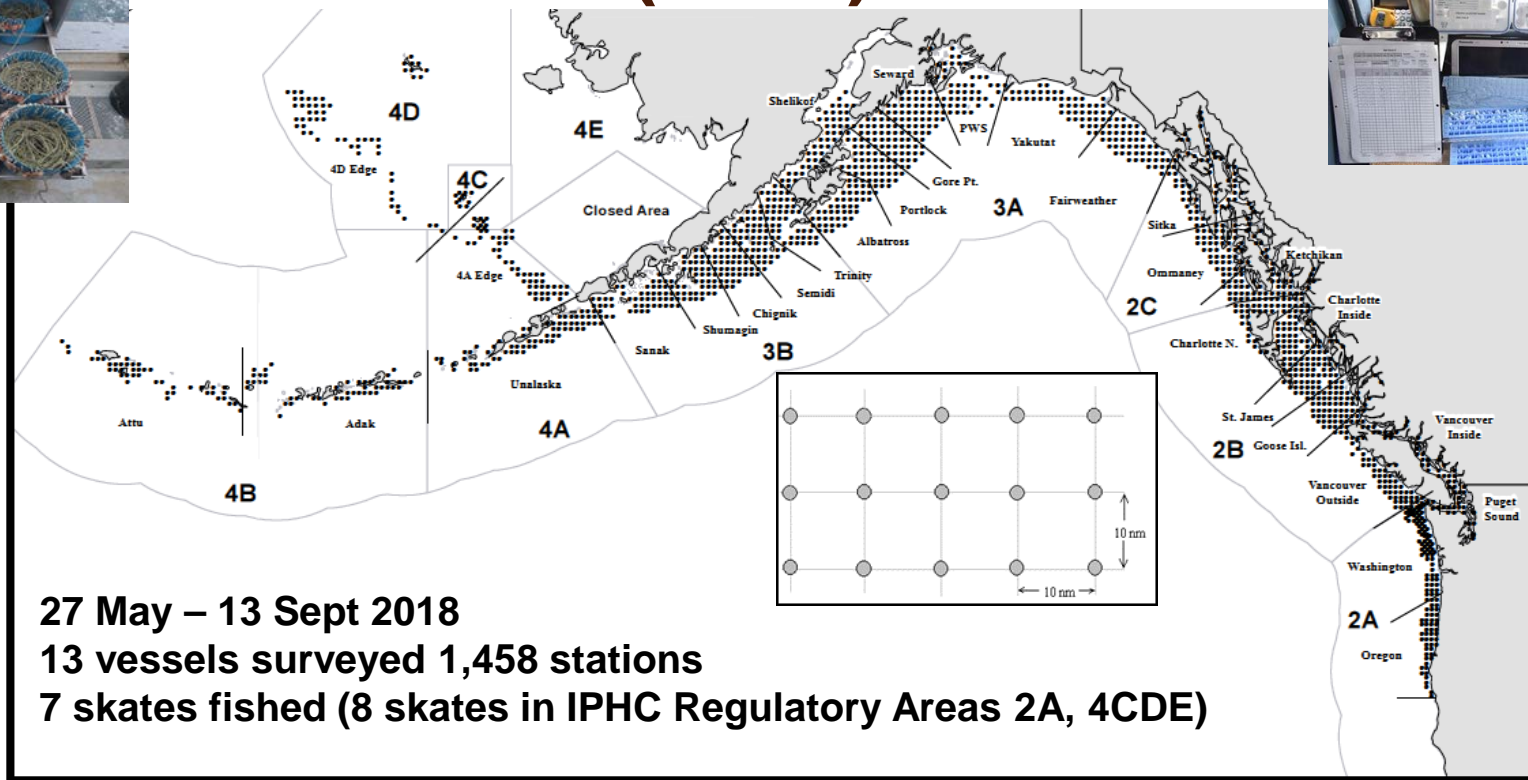 4D
4E
Seward
Shelikof
PWS
Yakutat
4D Edge
4C
Gore Pt.
Closed Area
Portlock
3A
Fairweather
Albatross
Sitka
Ketchikan
4A Edge
Trinity
Ommaney
Semidi
2C
Charlotte
Inside
Chignik
Shumagin
Charlotte N.
Sanak
3B
Unalaska
St. James
Attu
Adak
4A
Vancouver
Inside
2B
Goose Isl.
4B
Vancouver
Outside
Puget
Sound
10 nm
10 nm
Washington
2A
Oregon
27 May – 13 Sept 2018
13 vessels surveyed 1,458 stations
7 skates fished (8 skates in IPHC Regulatory Areas 2A, 4CDE)